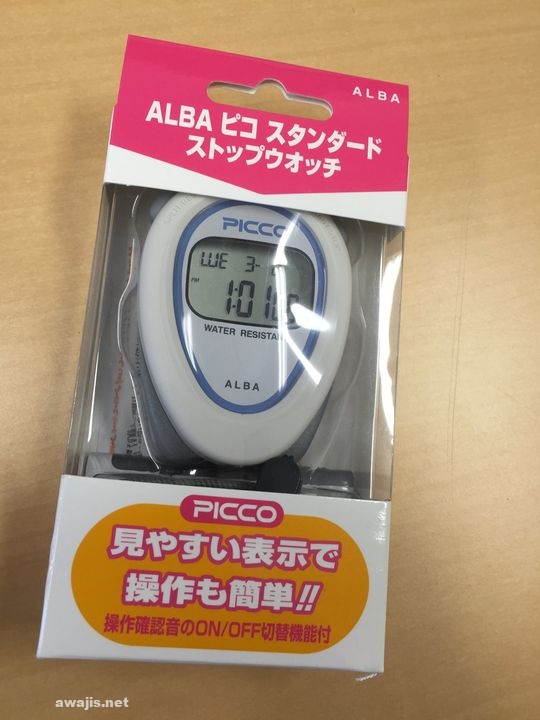 ALBA
ALBA ピコ スタンダード
ストップウオッチ
PICCO
WE 3-
PM
1:01
WATER
ALBA
PICCO
見やすい表示で
操作も簡単!!
操作確認音のON/OFF切替機能付
awajis.net